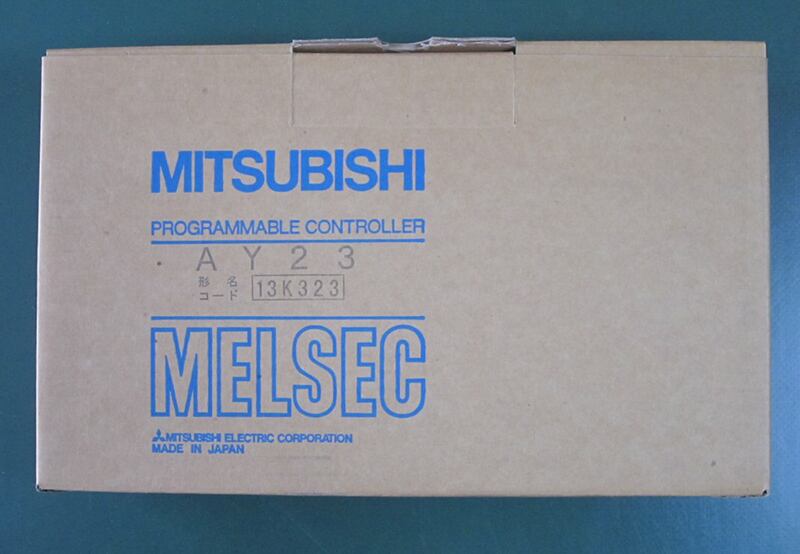 MITSUBISHI
PROGRAMMABLE CONTROLLER
AY23
形名
コード 13K323
MELSEC
MITSUBISHI ELECTRIC CORPORATION
MADE IN JAPAN